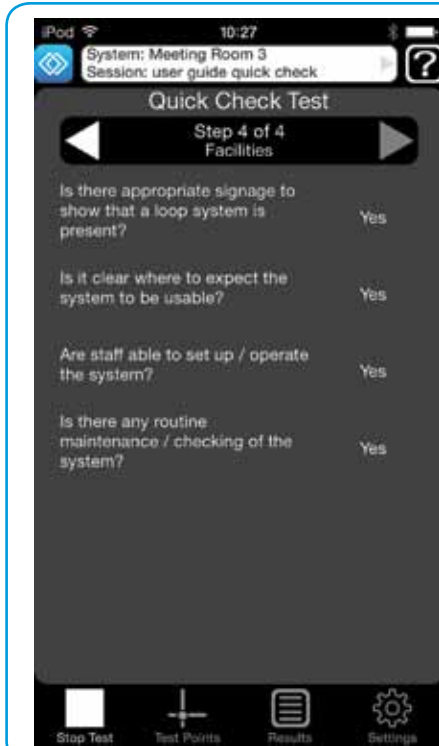 iPod 10:27
System: Meeting Room 3
Session: user guide quick check
?
Quick Check Test
Step 4 of 4
Facilities
Is there appropriate signage to
show that a loop system is
present?
Yes
Is it clear where to expect the
system to be usable?
Yes
Are staff able to set up / operate
the system?
Yes
Is there any routine
maintenance / checking of the
system?
Yes
Stop Test Test Points Results Settings